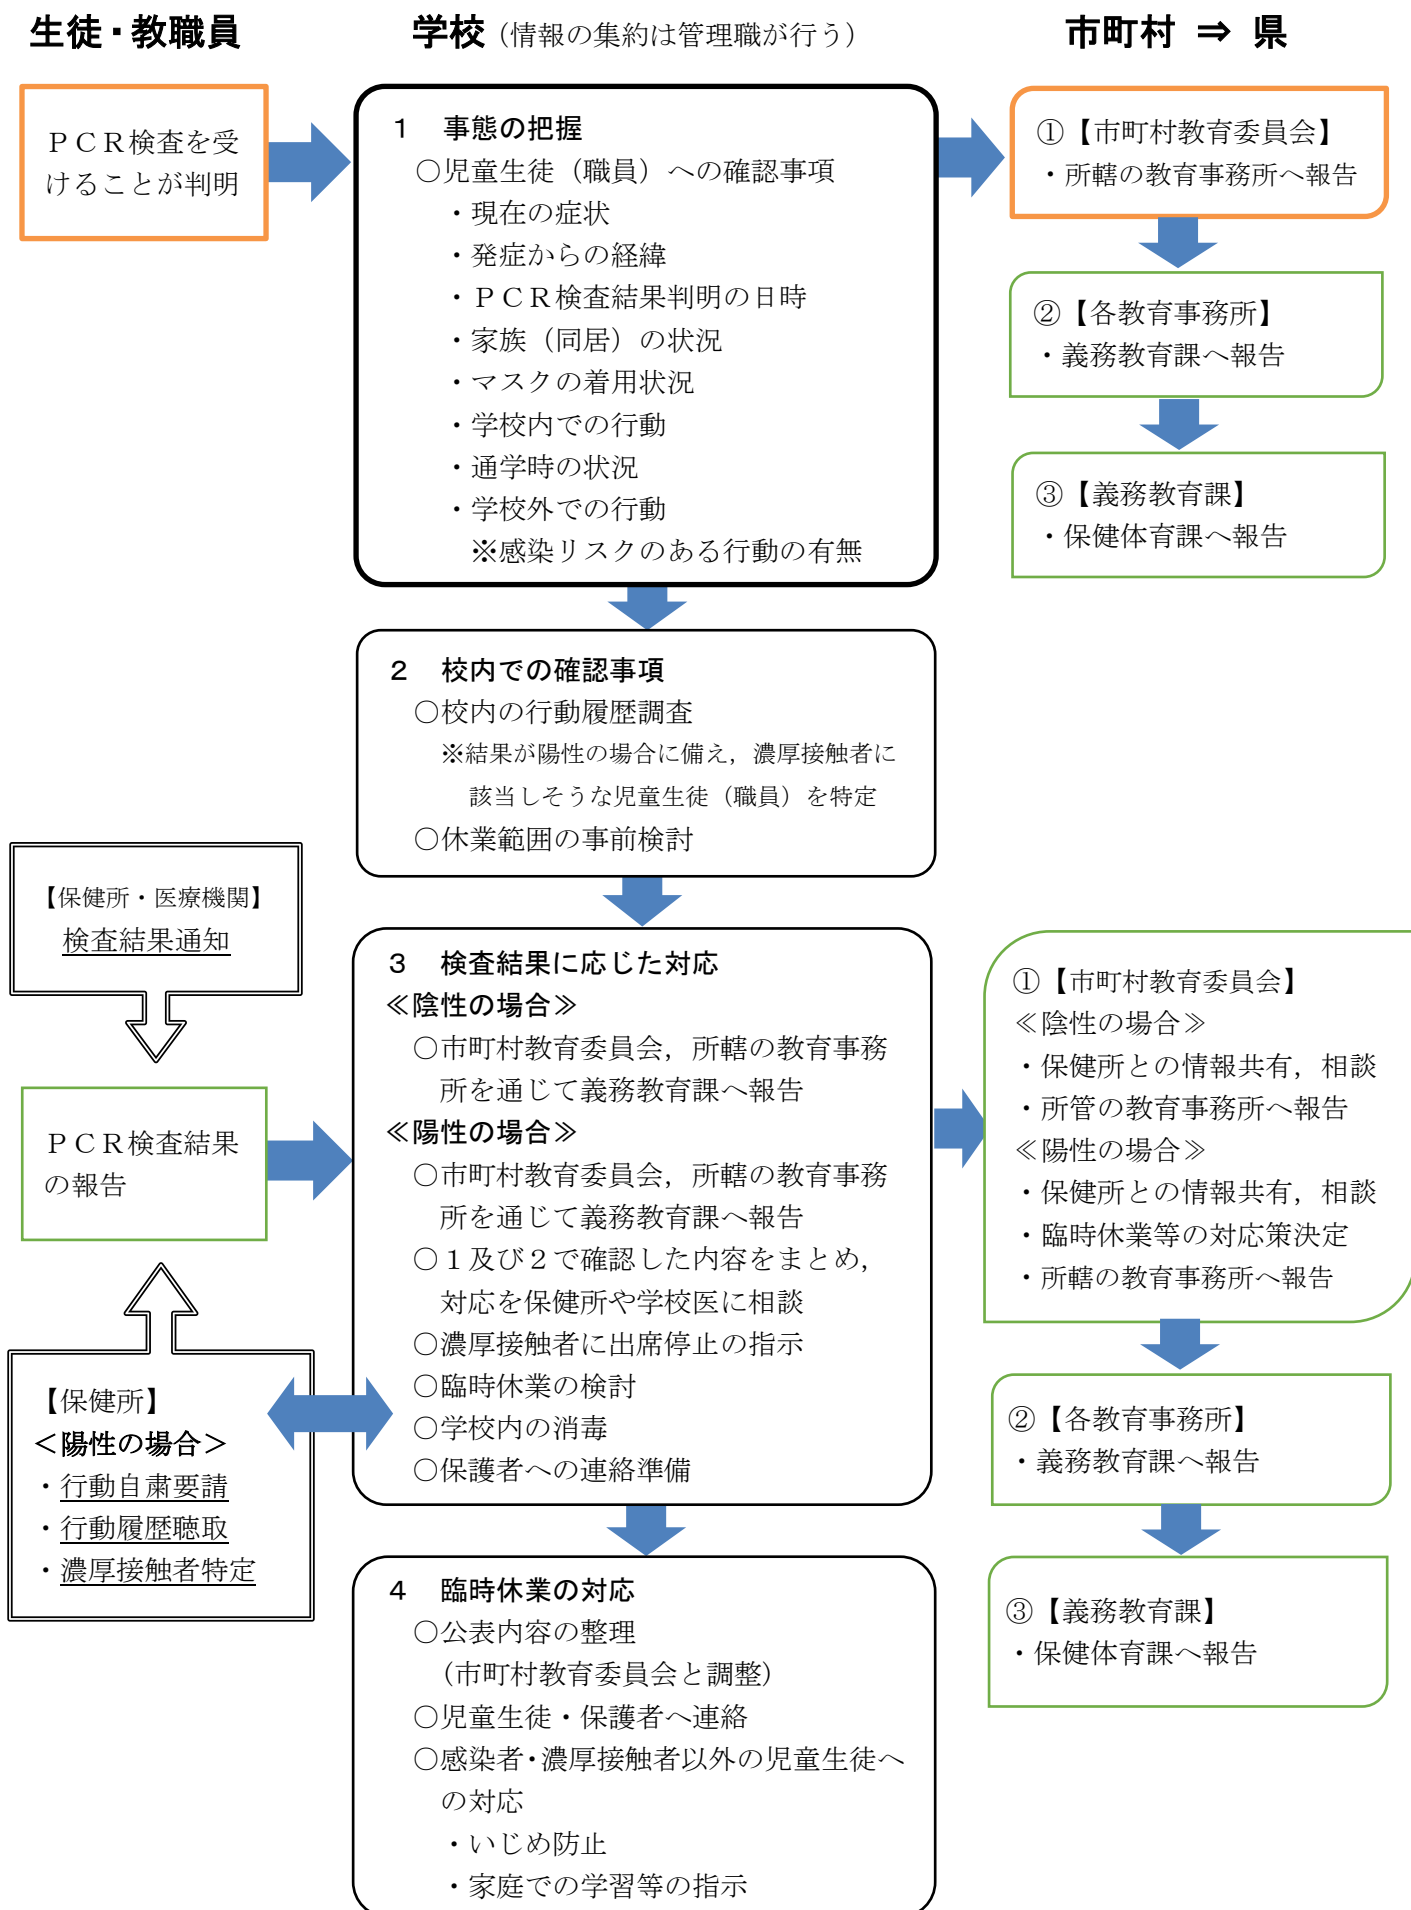 生徒・教職員
学校（情報の集約は管理職が行う）
市町村 ⇒ 県
ＰＣＲ検査を受
けることが判明
１　事態の把握
○児童生徒（職員）への確認事項
・現在の症状
・発症からの経緯
・ＰＣＲ検査結果判明の日時
・家族（同居）の状況
・マスクの着用状況
・学校内での行動
・通学時の状況
・学校外での行動
※感染リスクのある行動の有無
①【市町村教育委員会】
・所轄の教育事務所へ報告
②【各教育事務所】
・義務教育課へ報告
③【義務教育課】
・保健体育課へ報告
２　校内での確認事項
○校内の行動履歴調査
※結果が陽性の場合に備え，濃厚接触者に
該当しそうな児童生徒（職員）を特定
○休業範囲の事前検討
【保健所・医療機関】
検査結果通知
ＰＣＲ検査結果
の報告
【保健所】
＜陽性の場合＞
・行動自粛要請
・行動履歴聴取
・濃厚接触者特定
３　検査結果に応じた対応
≪陰性の場合≫
○市町村教育委員会，所轄の教育事務
所を通じて義務教育課へ報告
≪陽性の場合≫
○市町村教育委員会，所轄の教育事務
所を通じて義務教育課へ報告
○１及び２で確認した内容をまとめ，
対応を保健所や学校医に相談
○濃厚接触者に出席停止の指示
○臨時休業の検討
○学校内の消毒
○保護者への連絡準備
①【市町村教育委員会】
≪陰性の場合≫
・保健所との情報共有，相談
・所管の教育事務所へ報告
≪陽性の場合≫
・保健所との情報共有，相談
・臨時休業等の対応策決定
・所轄の教育事務所へ報告
②【各教育事務所】
・義務教育課へ報告
③【義務教育課】
・保健体育課へ報告
４　臨時休業の対応
○公表内容の整理
（市町村教育委員会と調整）
○児童生徒・保護者へ連絡
○感染者・濃厚接触者以外の児童生徒へ
の対応
・いじめ防止
・家庭での学習等の指示